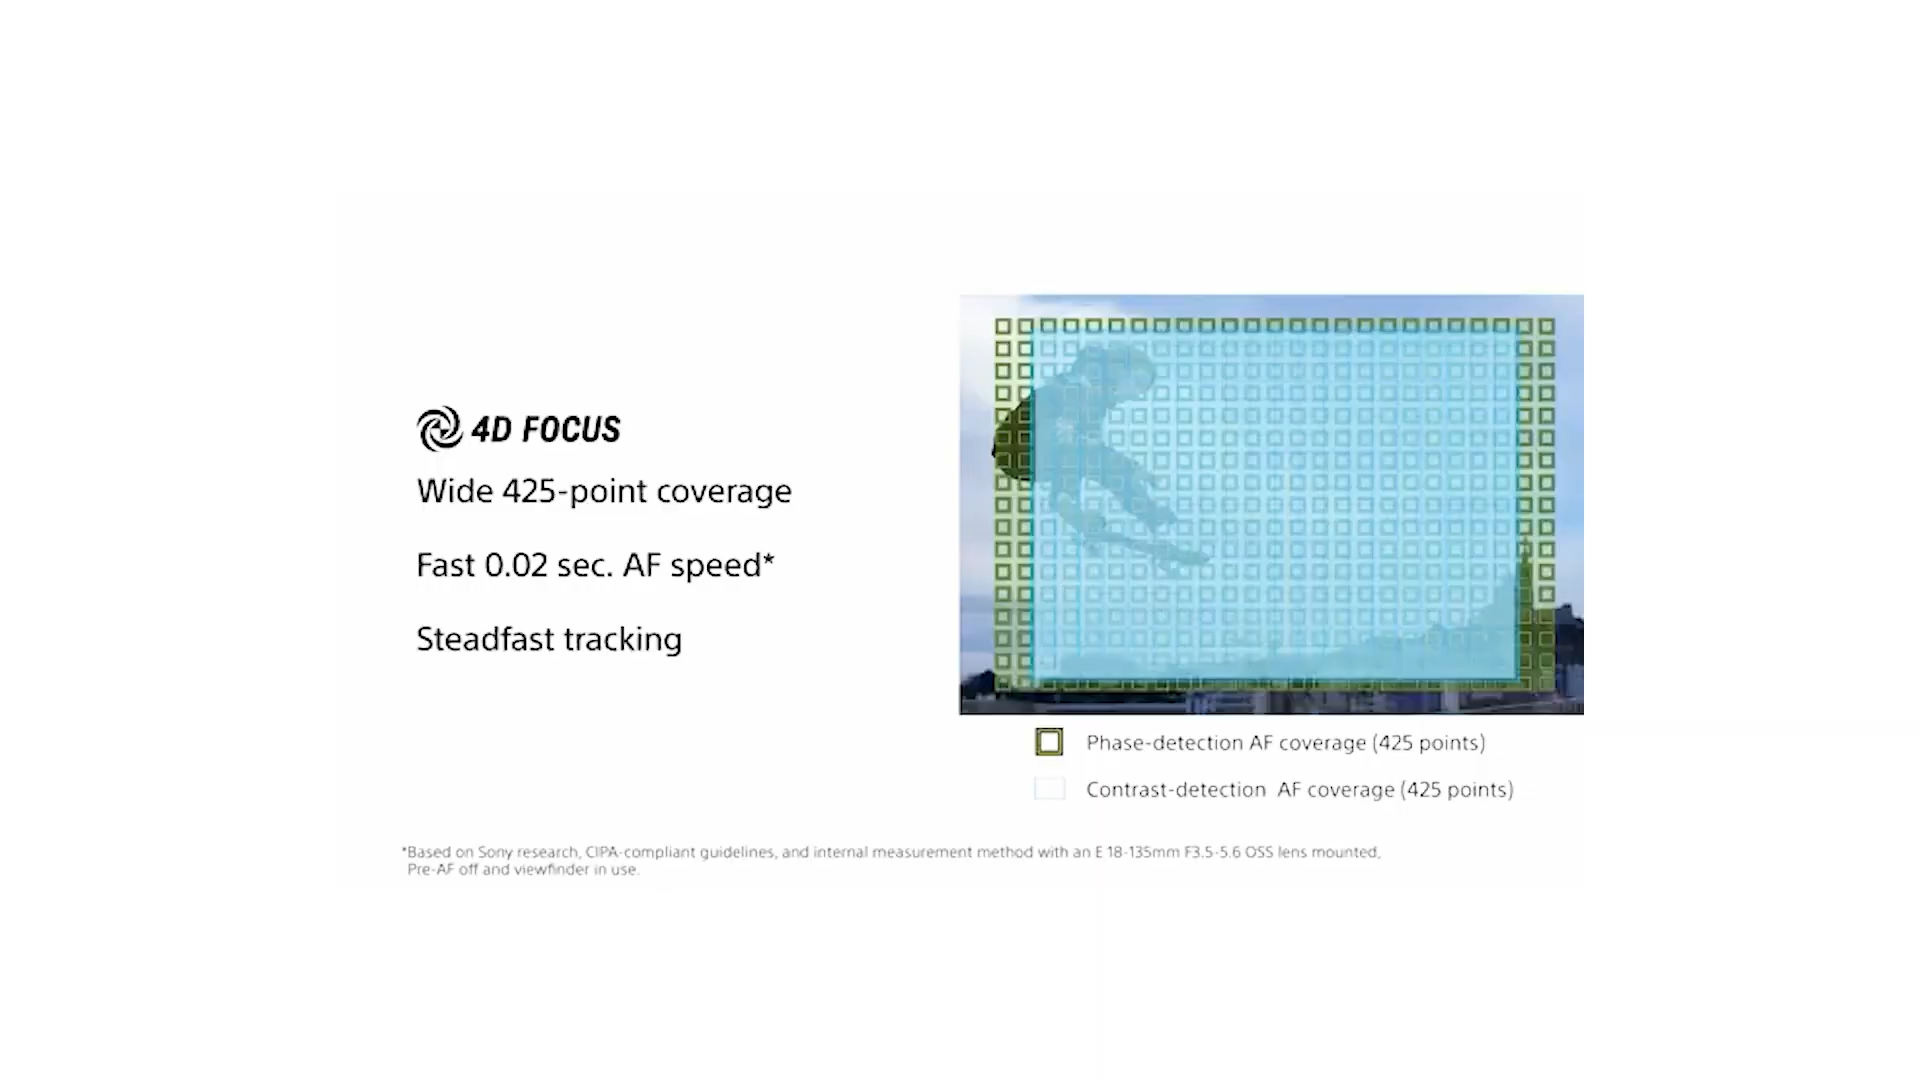 4D FOCUS
Wide 425-point coverage
Fast 0.02 sec. AF speed*
Steadfast tracking
Phase-detection AF coverage (425 points)
Contrast-detection AF coverage (425 points)
*Based on Sony research, CIPA-compliant guidelines, and internal measurement method with an E 18-135mm F3.5-5.6 OSS lens mounted,
Pre-AF off and viewfinder in use.